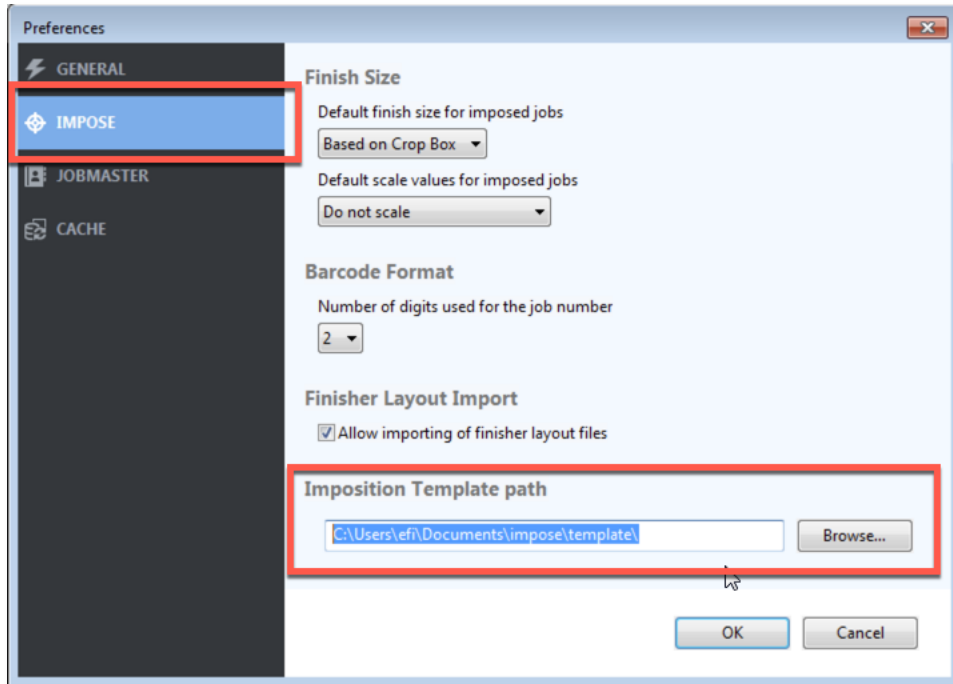 Preferences
GENERAL
IMPOSE
JOBMASTER
CACHE
Finish Size
Default finish size for imposed jobs
Based on Crop Box
Default scale values for imposed jobs
Do not scale
Barcode Format
Number of digits used for the job number
2
Finisher Layout Import
Allow importing of finisher layout files
Imposition Template path
C:\Users\efi\Documents\impose\template\
Browse...
OK
Cancel